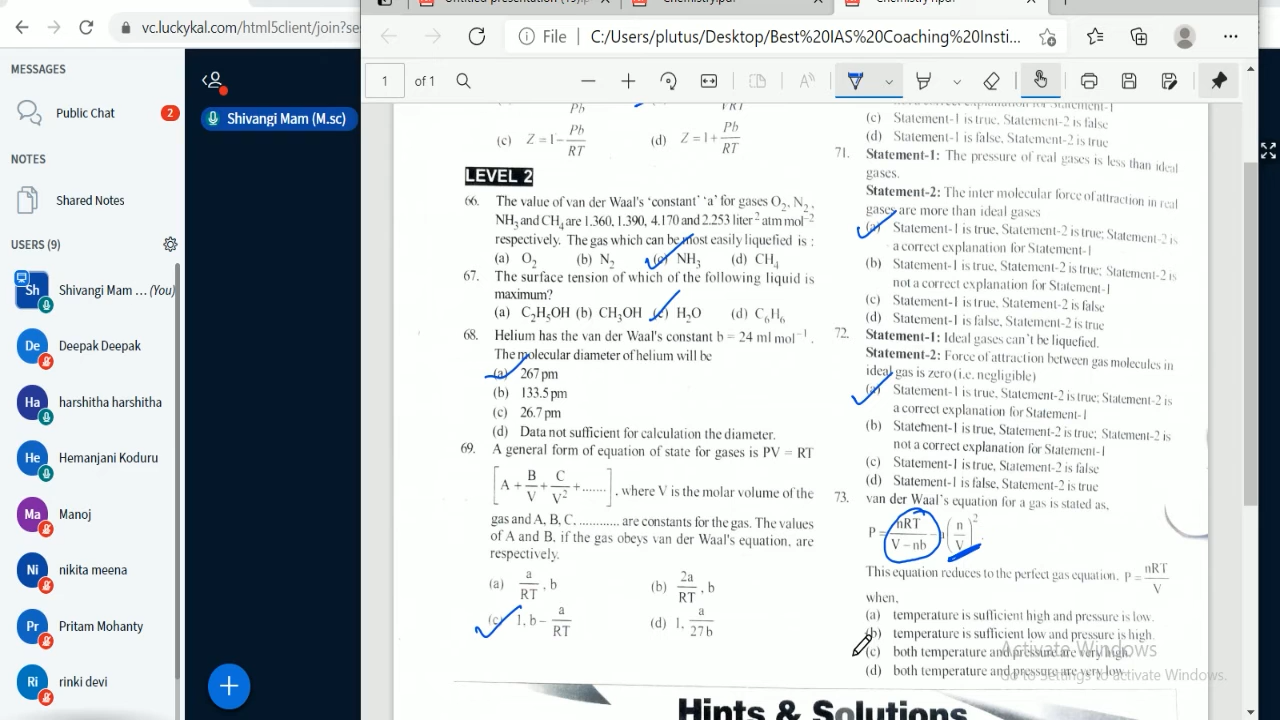 vc.luckykal.com/html5client/join?se
Untitled presentation (19).p
Chemistry.pdf
Chemistry n.pdf
File C:/Users/plutus/Desktop/Best%20IAS%20Coaching%20Insti...
1 of 1
MESSAGES
Public Chat 2
NOTES
Shared Notes
USERS (9)
Sh Shivangi Mam ... (You)
De Deepak Deepak
Ha harshitha harshitha
He Hemanjani Koduru
Ma Manoj
Ni nikita meena
Pr Pritam Mohanty
Ri rinki devi
Shivangi Mam (M.sc)
Pb
VRT
(c) Z = 1 - Pb/RT (d) Z = 1 + Pb/RT
LEVEL 2
66. The value of van der Waal's 'constant' 'a' for gases O₂, N₂,
NH₃ and CH₄ are 1.360, 1.390, 4.170 and 2.253 liter² atm mol⁻²
respectively. The gas which can be most easily liquefied is :
(a) O₂ (b) N₂ (c) NH₃ (d) CH₄
67. The surface tension of which of the following liquid is
maximum?
(a) C₂H₅OH (b) CH₃OH (c) H₂O (d) C₆H₆
68. Helium has the van der Waal's constant b = 24 ml mol⁻¹.
The molecular diameter of helium will be
(a) 267 pm
(b) 133.5 pm
(c) 26.7 pm
(d) Data not sufficient for calculation the diameter.
69. A general form of equation of state for gases is PV = RT
[A + B/V + C/V² + ......], where V is the molar volume of the
gas and A, B, C. ............ are constants for the gas. The values
of A and B, if the gas obeys van der Waal's equation, are
respectively.
(a) a/RT, b (b) 2a/RT, b
(c) 1, b - a/RT (d) 1, a/27b
(c) Statement-1 is true, Statement-2 is false
(d) Statement-1 is false, Statement-2 is true
71. Statement-1: The pressure of real gases is less than ideal
gases.
Statement-2: The inter molecular force of attraction in real
gases are more than ideal gases
(a) Statement-1 is true, Statement-2 is true; Statement-2 is
a correct explanation for Statement-1
(b) Statement-1 is true, Statement-2 is true; Statement-2 is
not a correct explanation for Statement-1
(c) Statement-1 is true, Statement-2 is false
(d) Statement-1 is false, Statement-2 is true
72. Statement-1: Ideal gases can't be liquefied.
Statement-2: Force of attraction between gas molecules in
ideal gas is zero (i.e. negligible)
(a) Statement-1 is true, Statement-2 is true; Statement-2 is
a correct explanation for Statement-1
(b) Statement-1 is true, Statement-2 is true; Statement-2 is
not a correct explanation for Statement-1
(c) Statement-1 is true, Statement-2 is false
(d) Statement-1 is false, Statement-2 is true
73. van der Waal's equation for a gas is stated as,
P = nRT/(V - nb) - (n/V)².
This equation reduces to the perfect gas equation, P = nRT/V
when,
(a) temperature is sufficient high and pressure is low.
(b) temperature is sufficient low and pressure is high.
(c) both temperature and pressure are very high.
(d) both temperature and pressure are very low.
Activate Windows
Go to Settings to activate Windows.
Hints & Solutions